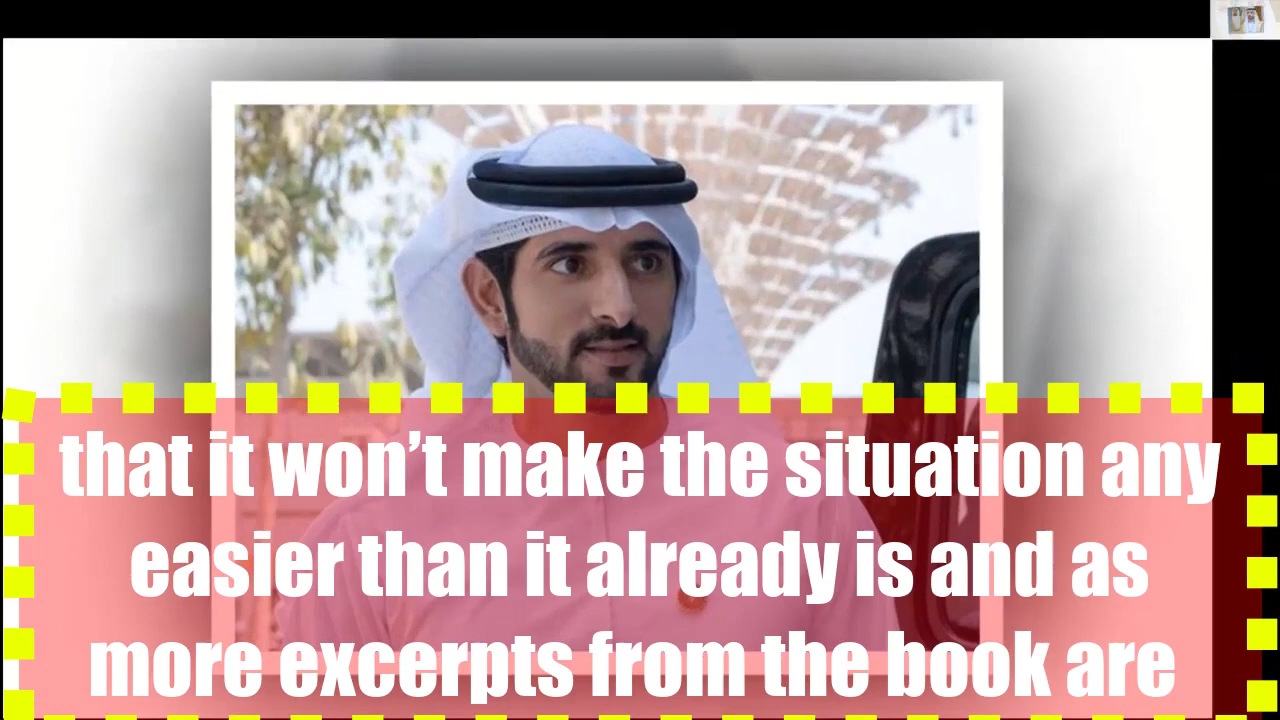 that it won’t make the situation any
easier than it already is and as
more excerpts from the book are